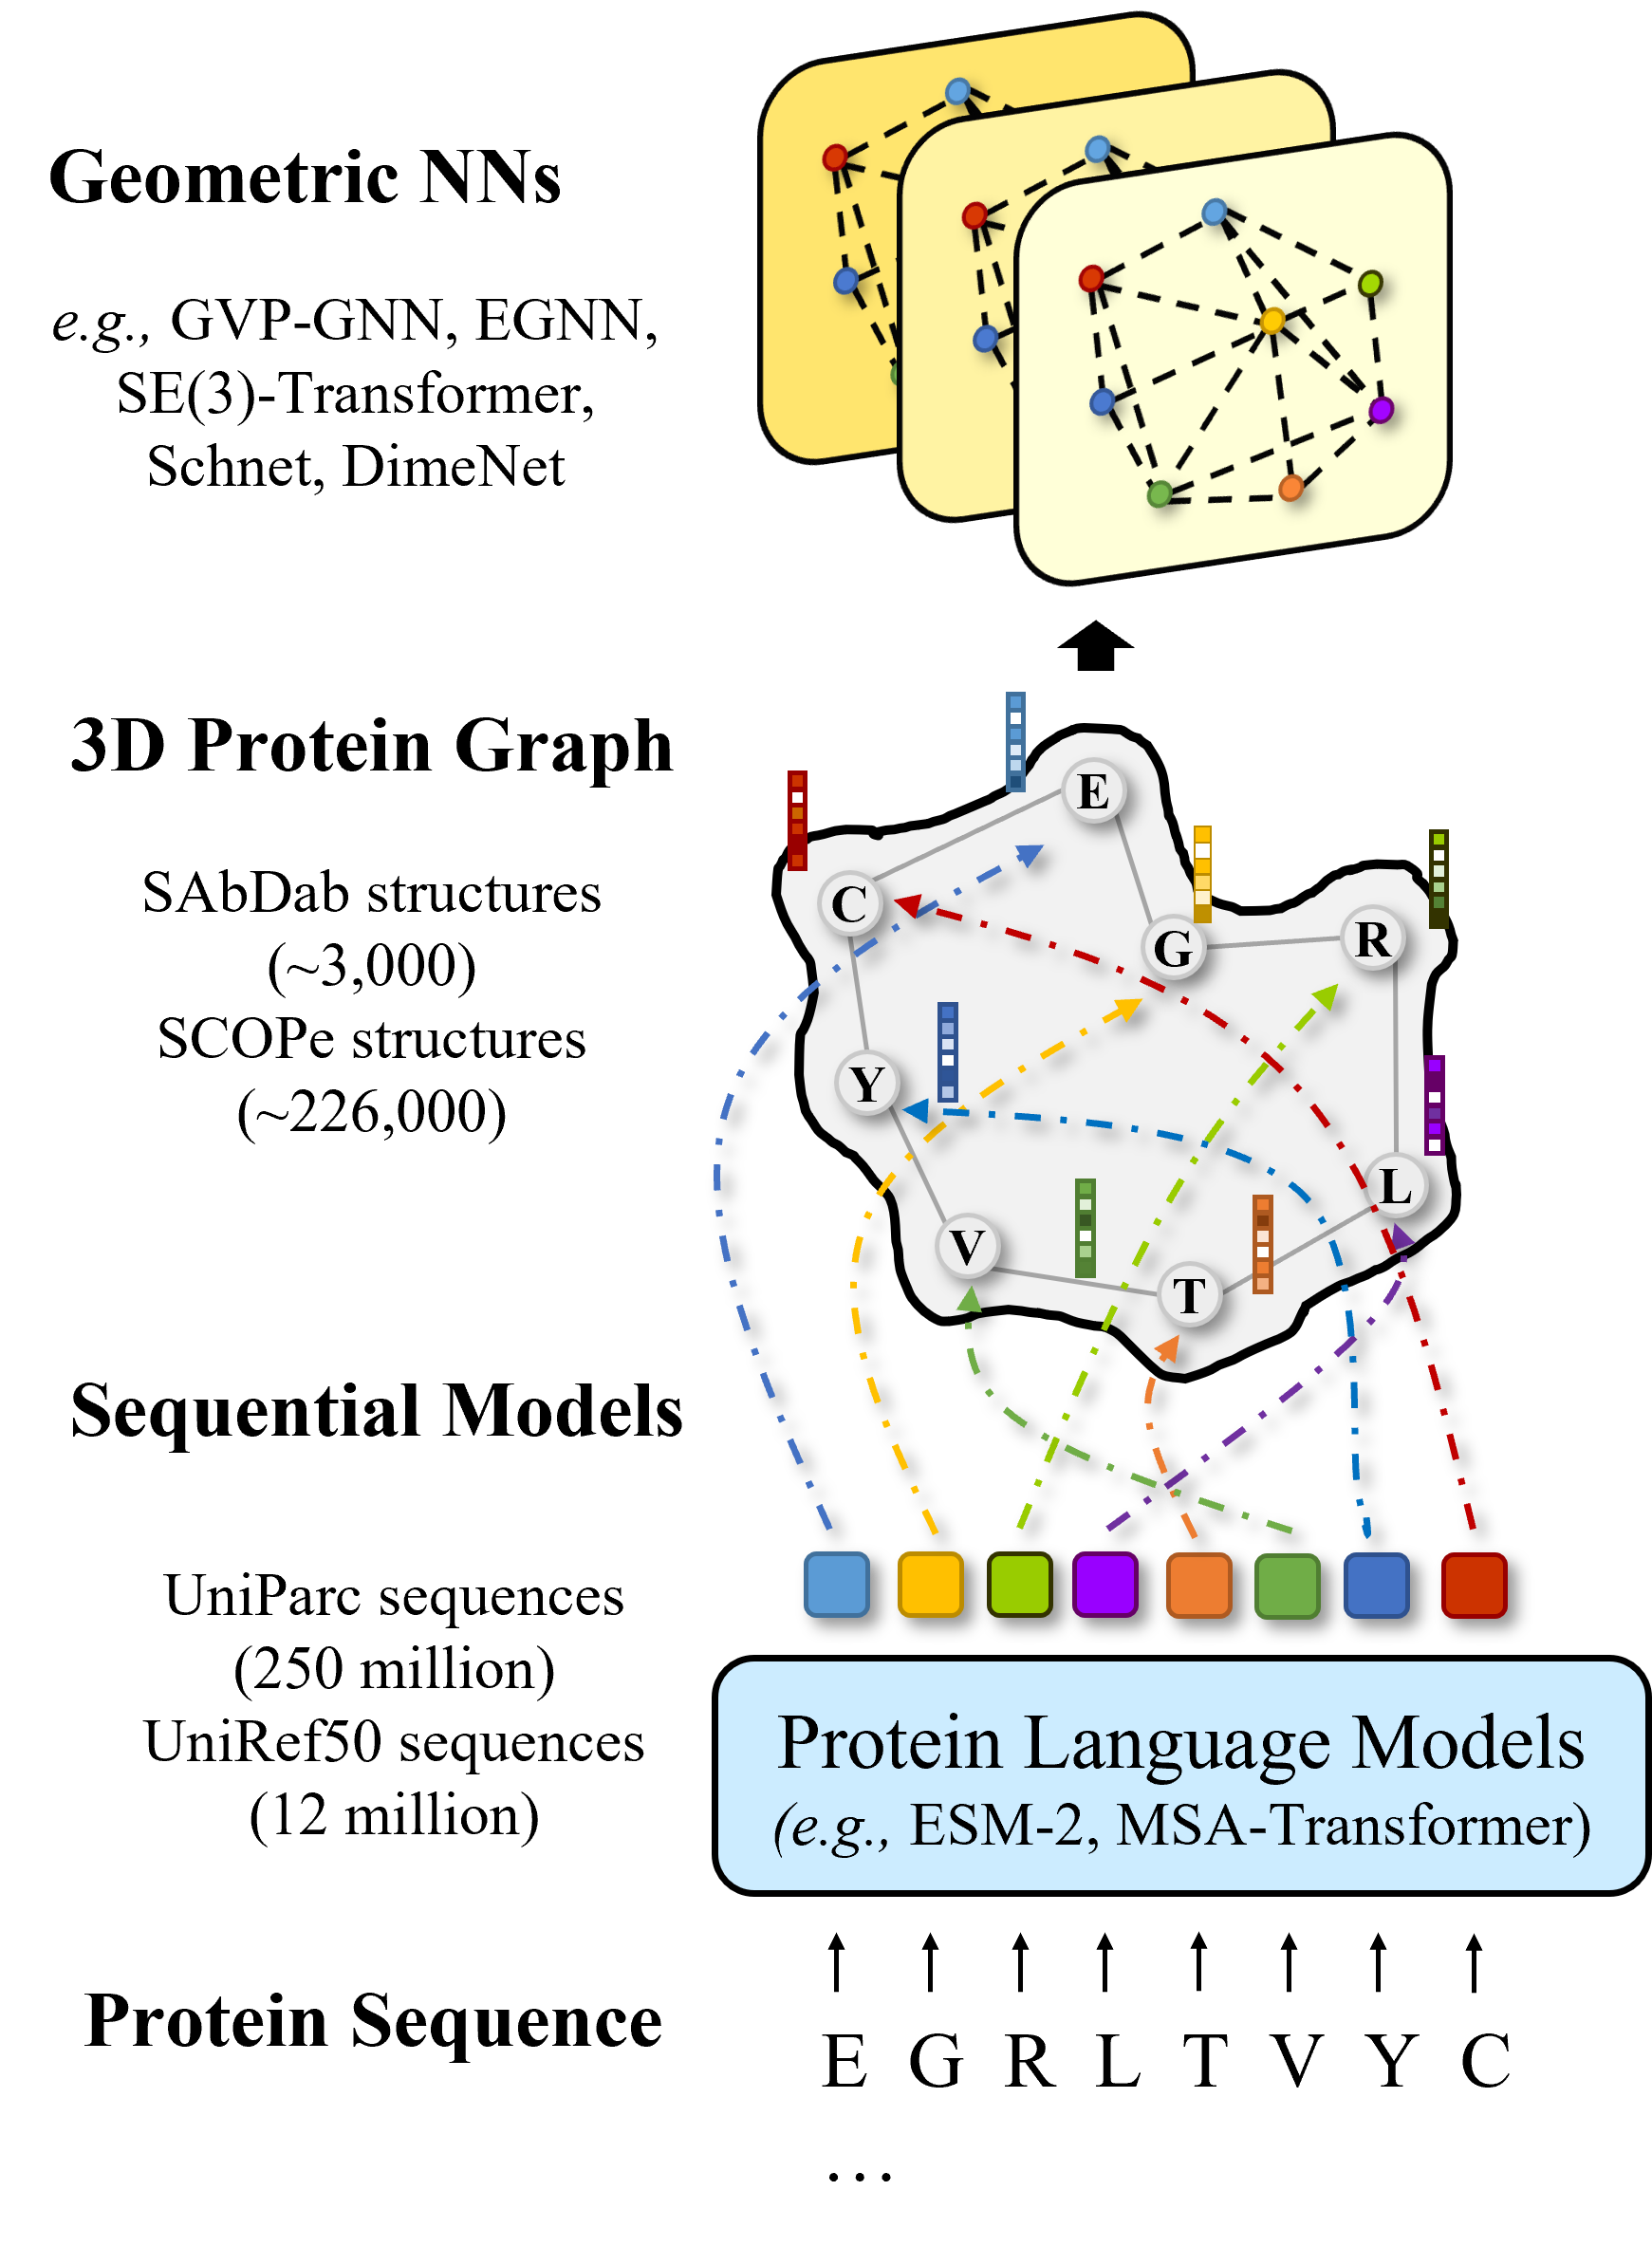 Geometric NNs
e.g., GVP-GNN, EGNN,
SE(3)-Transformer,
Schnet, DimeNet
3D Protein Graph
SAbDab structures
(~3,000)
SCOPe structures
(~226,000)
E
C
G
R
Y
L
V
T
Sequential Models
UniParc sequences
(250 million)
UniRef50 sequences
(12 million)
Protein Language Models
(e.g., ESM-2, MSA-Transformer)
Protein Sequence
E G R L T V Y C
…